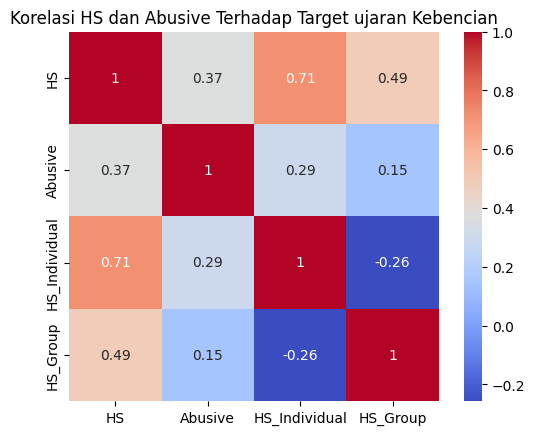 Korelasi HS dan Abusive Terhadap Target ujaran Kebencian
HS 1 0.37 0.71 0.49
Abusive 0.37 1 0.29 0.15
HS_Individual 0.71 0.29 1 -0.26
HS_Group 0.49 0.15 -0.26 1
HS Abusive HS_Individual HS_Group
1.0
0.8
0.6
0.4
0.2
0.0
−0.2